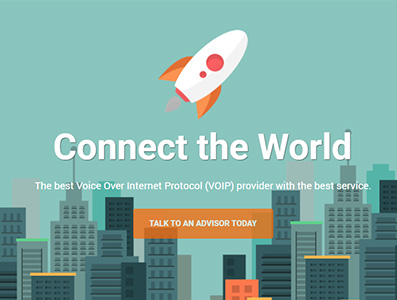 Connect the World
The best Voice Over Internet Protocol (VOIP) provider with the best service.
TALK TO AN ADVISOR TODAY